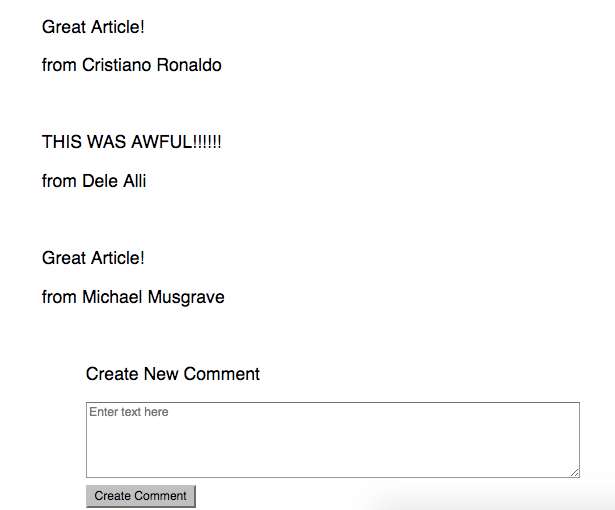 Great Article!
from Cristiano Ronaldo
THIS WAS AWFUL!!!!!!
from Dele Alli
Great Article!
from Michael Musgrave
Create New Comment
Enter text here
Create Comment